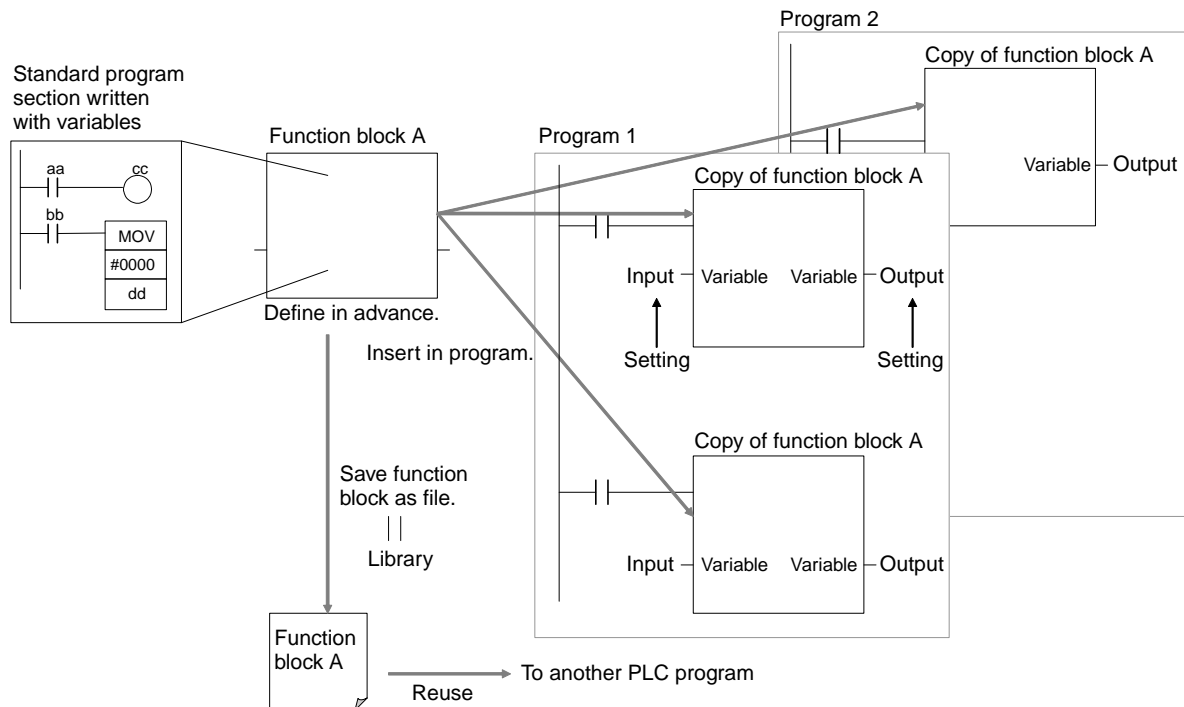 Program 2
Copy of function block A
Standard program
section written
with variables
Function block A
Program 1
aa
cc
Variable
Output
Copy of function block A
bb
MOV
#0000
dd
Input
Variable
Variable
Output
Define in advance.
Insert in program.
Setting
Setting
Copy of function block A
Save function
block as file.
Library
Input
Variable
Variable
Output
Function
block A
To another PLC program
Reuse